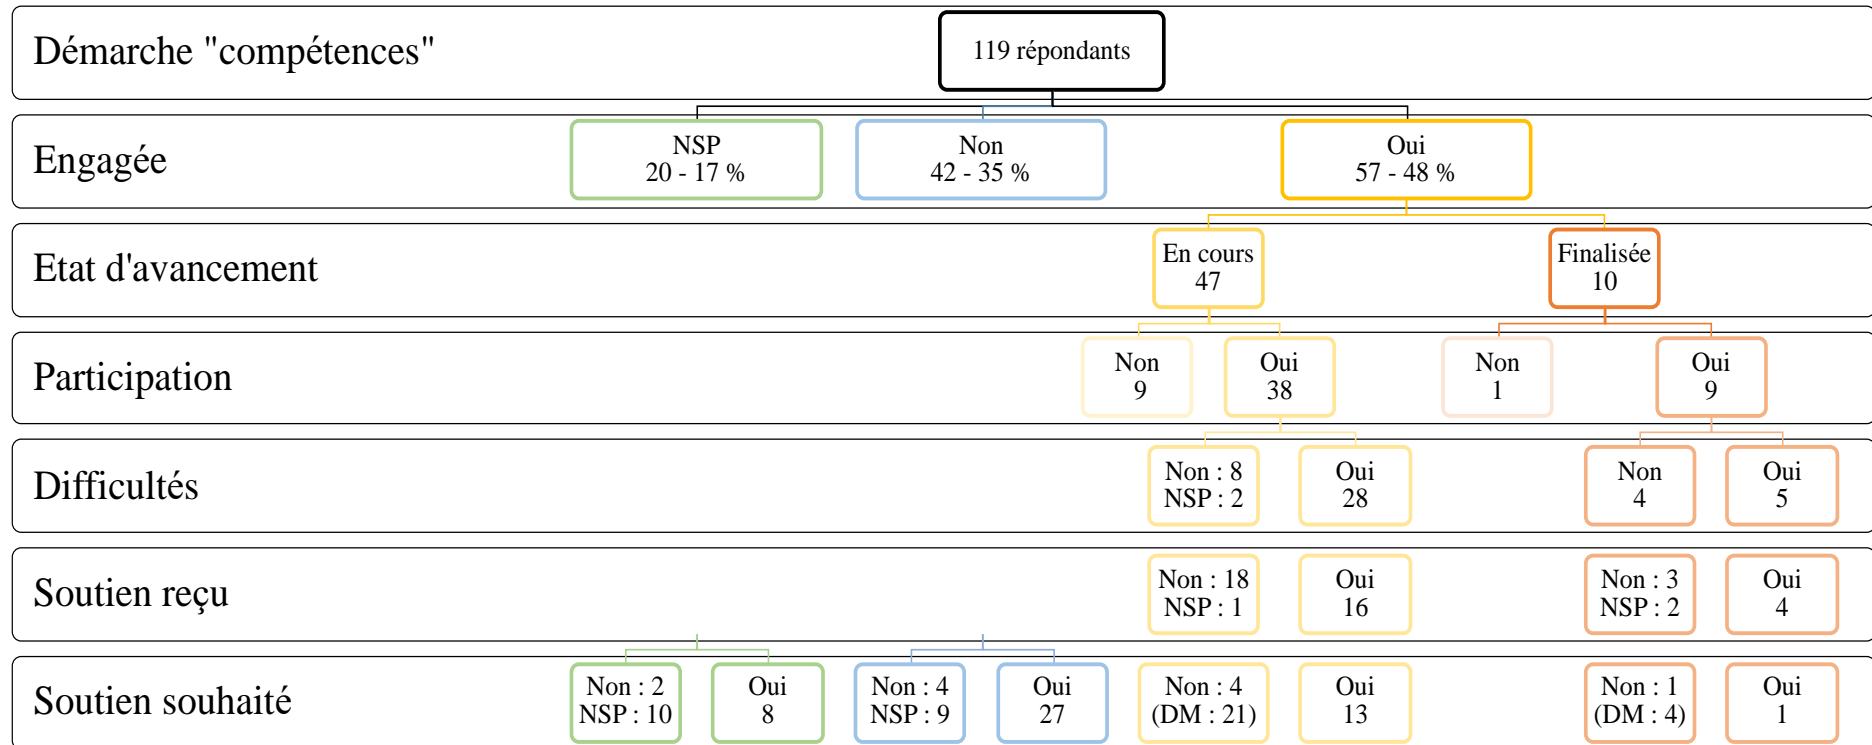 Démarche "compétences"
119 répondants
Engagée
NSP
20 - 17 %
Non
42 - 35 %
Oui
57 - 48 %
Etat d'avancement
En cours
47
Finalisée
10
Participation
Non
9
Oui
38
Non
1
Oui
9
Difficultés
Non : 8
NSP : 2
Oui
28
Non
4
Oui
5
Soutien reçu
Non : 18
NSP : 1
Oui
16
Non : 3
NSP : 2
Oui
4
Soutien souhaité
Non : 2
NSP : 10
Oui
8
Non : 4
NSP : 9
Oui
27
Non : 4
(DM : 21)
Oui
13
Non : 1
(DM : 4)
Oui
1